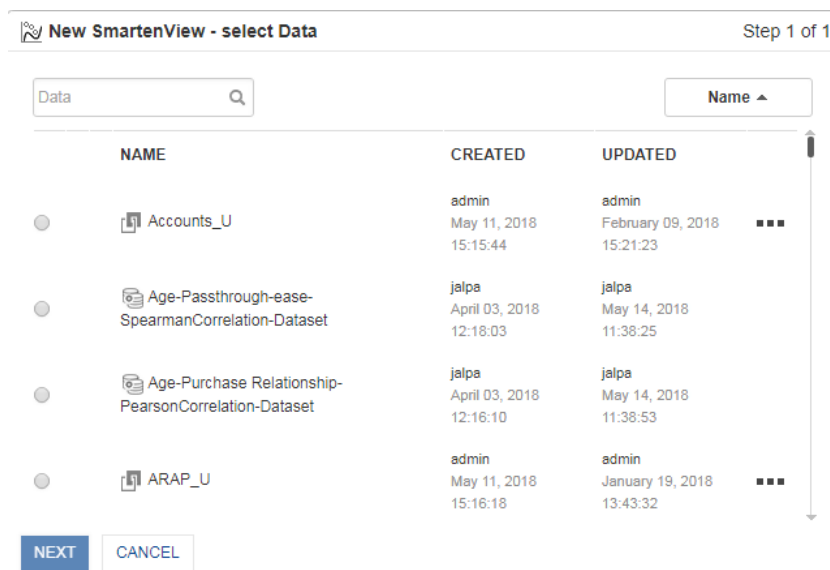 New SmartenView - select Data
Step 1 of 1
Data
Name
NAME CREATED UPDATED
Accounts_U
admin
May 11, 2018
15:15:44
admin
February 09, 2018
15:21:23
Age-Passthrough-ease-
SpearmanCorrelation-Dataset
jalpa
April 03, 2018
12:18:03
jalpa
May 14, 2018
11:38:25
Age-Purchase Relationship-
PearsonCorrelation-Dataset
jalpa
April 03, 2018
12:16:10
jalpa
May 14, 2018
11:38:53
ARAP_U
admin
May 11, 2018
15:16:18
admin
January 19, 2018
13:43:32
NEXT CANCEL